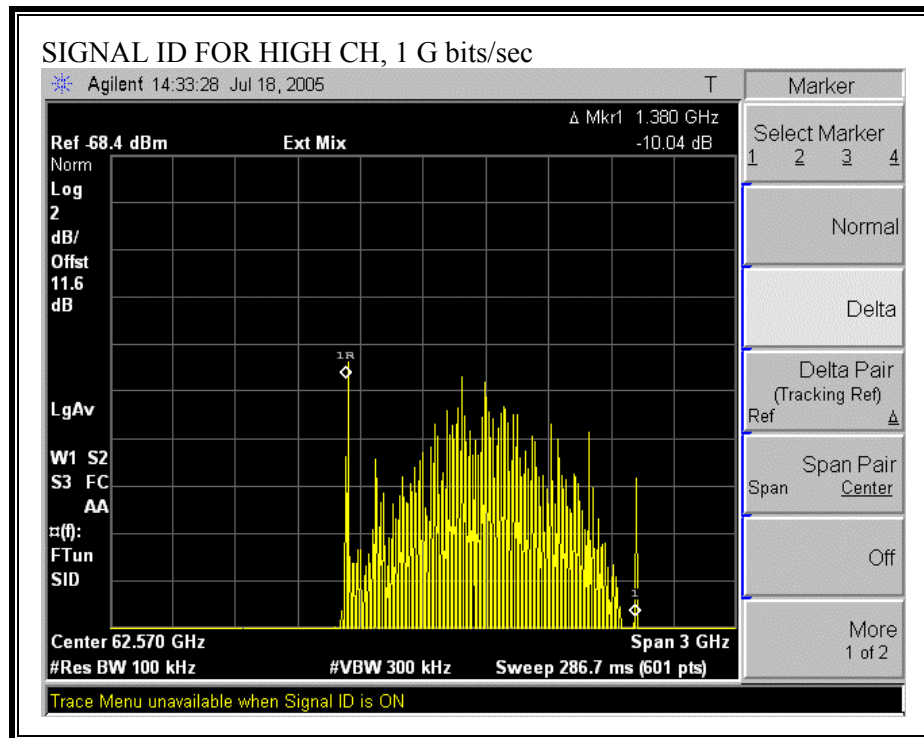 SIGNAL ID FOR HIGH CH, 1 G bits/sec
Agilent 14:33:28 Jul 18, 2005 T
Δ Mkr1 1.380 GHz
Ref -68.4 dBm Ext Mix -10.04 dB
Norm
Log
2
dB/
Offst
11.6
dB
1R
LgAv
W1 S2
S3 FC
AA
¤(f):
FTun
SID
1
Center 62.570 GHz Span 3 GHz
#Res BW 100 kHz #VBW 300 kHz Sweep 286.7 ms (601 pts)
Trace Menu unavailable when Signal ID is ON
Marker
Select Marker
1 2 3 4
Normal
Delta
Delta Pair
(Tracking Ref)
Ref Δ
Span Pair
Span Center
Off
More
1 of 2